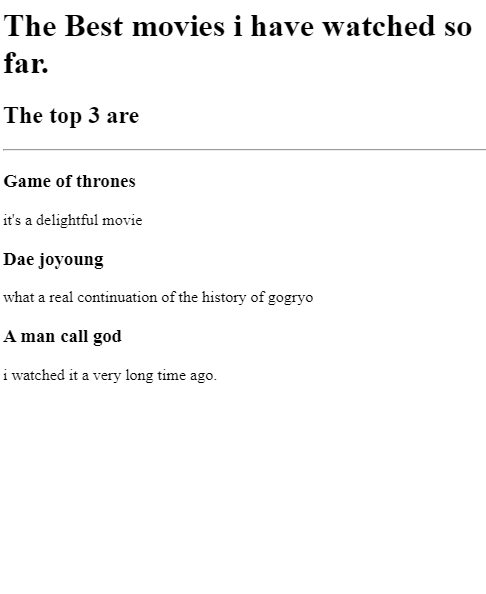 The Best movies i have watched so
far.
The top 3 are
Game of thrones
it's a delightful movie
Dae joyoung
what a real continuation of the history of gogryo
A man call god
i watched it a very long time ago.